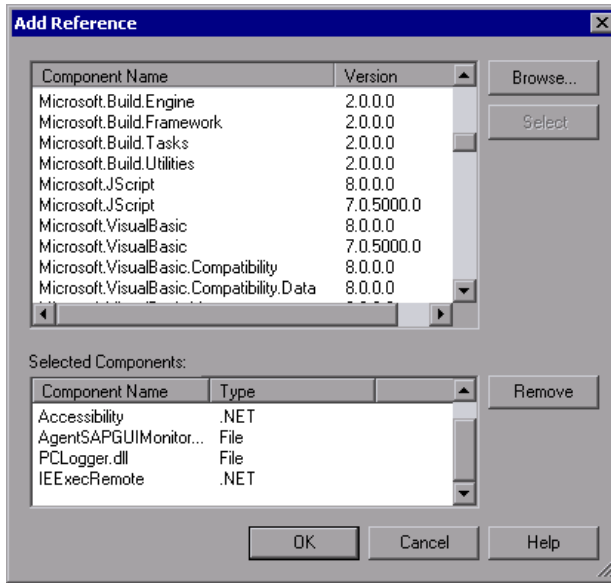 Add Reference
Component Name Version
Browse...
Microsoft.Build.Engine 2.0.0.0
Microsoft.Build.Framework 2.0.0.0
Select
Microsoft.Build.Tasks 2.0.0.0
Microsoft.Build.Utilities 2.0.0.0
Microsoft.JScript 8.0.0.0
Microsoft.JScript 7.0.5000.0
Microsoft.VisualBasic 8.0.0.0
Microsoft.VisualBasic 7.0.5000.0
Microsoft.VisualBasic.Compatibility 8.0.0.0
Microsoft.VisualBasic.Compatibility.Data 8.0.0.0
Selected Components:
Component Name Type
Remove
Accessibility .NET
AgentSAPGUIMonitor... File
PCLogger.dll File
IEExecRemote .NET
OK Cancel Help